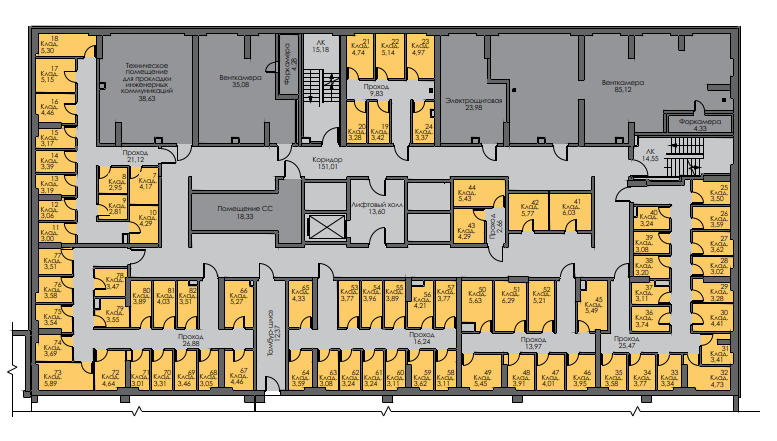 18
Клад.
5,30
17
Клад.
5,15
16
Клад.
4,46
15
Клад.
3,17
14
Клад.
3,39
13
Клад.
3,19
12
Клад.
3,06
11
Клад.
3,00
Техническое
помещение
для прокладки
инженерных
коммуникаций
38,63
Венткамера
35,08
Форкамера
4,28
ЛК
15,18
21
Клад.
4,74
22
Клад.
5,14
23
Клад.
4,97
Проход
9,83
20
Клад.
3,28
19
Клад.
3,42
24
Клад.
3,37
Электрощитовая
23,98
Венткамера
85,12
Форкамера
4,33
ЛК
14,55
Проход
21,12
8
Клад.
2,95
7
Клад.
4,17
9
Клад.
2,81
10
Клад.
4,29
Коридор
151,01
Помещение СС
18,33
Лифтовый холл
13,60
44
Клад.
5,43
43
Клад.
4,29
Проход
2,66
42
Клад.
5,77
41
Клад.
6,03
25
Клад.
3,50
26
Клад.
3,59
27
Клад.
3,62
28
Клад.
3,02
29
Клад.
3,28
30
Клад.
4,41
31
Клад.
3,41
40
Клад.
3,24
39
Клад.
3,08
38
Клад.
3,20
37
Клад.
3,11
36
Клад.
3,74
77
Клад.
3,51
76
Клад.
3,58
75
Клад.
3,54
74
Клад.
3,69
73
Клад.
5,89
78
Клад.
3,47
79
Клад.
3,55
80
Клад.
3,89
81
Клад.
4,03
82
Клад.
3,51
66
Клад.
5,27
Проход
26,88
72
Клад.
4,64
71
Клад.
3,01
70
Клад.
3,31
69
Клад.
3,46
68
Клад.
3,05
67
Клад.
4,46
Тамбур-шлюз
12,37
65
Клад.
4,33
53
Клад.
3,77
54
Клад.
3,96
55
Клад.
3,89
56
Клад.
4,21
57
Клад.
3,77
Проход
16,24
64
Клад.
3,59
63
Клад.
3,08
62
Клад.
3,24
61
Клад.
3,24
60
Клад.
3,11
59
Клад.
3,62
58
Клад.
3,11
50
Клад.
5,63
51
Клад.
6,29
52
Клад.
5,21
45
Клад.
5,49
Проход
13,97
49
Клад.
5,45
48
Клад.
3,91
47
Клад.
4,01
46
Клад.
3,95
Проход
25,47
35
Клад.
3,58
34
Клад.
3,77
33
Клад.
3,34
32
Клад.
4,73